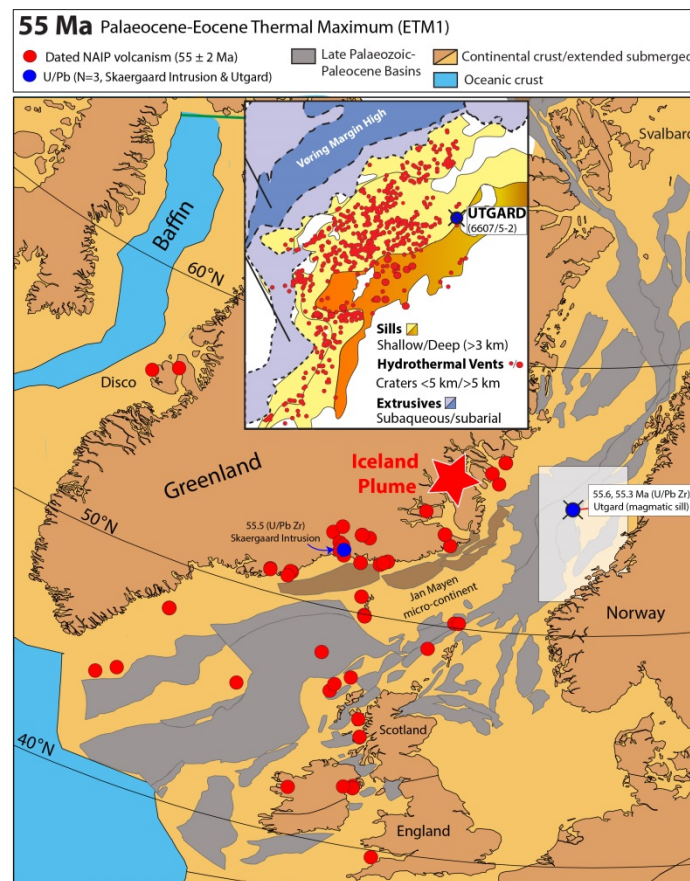 55 Ma Palaeocene-Eocene Thermal Maximum (ETM1)
Dated NAIP volcanism (55 ± 2 Ma)
U/Pb (N=3, Skaergaard Intrusion & Utgard)
Late Palaeozoic-
Paleocene Basins
Continental crust/extended submerged
Oceanic crust
Svalbard
Vøring Margin High
Baffin
UTGARD
(6607/5-2)
60°N
Sills
Shallow/Deep (>3 km)
Hydrothermal Vents
Craters <5 km/>5 km
Extrusives
Subaqueous/subarial
Disco
Greenland
Iceland
Plume
50°N
55.6, 55.3 Ma (U/Pb Zr)
Utgard (magmatic sill)
55.5 (U/Pb Zr)
Skaergaard Intrusion
Jan Mayen
micro-continent
Norway
40°N
Scotland
England